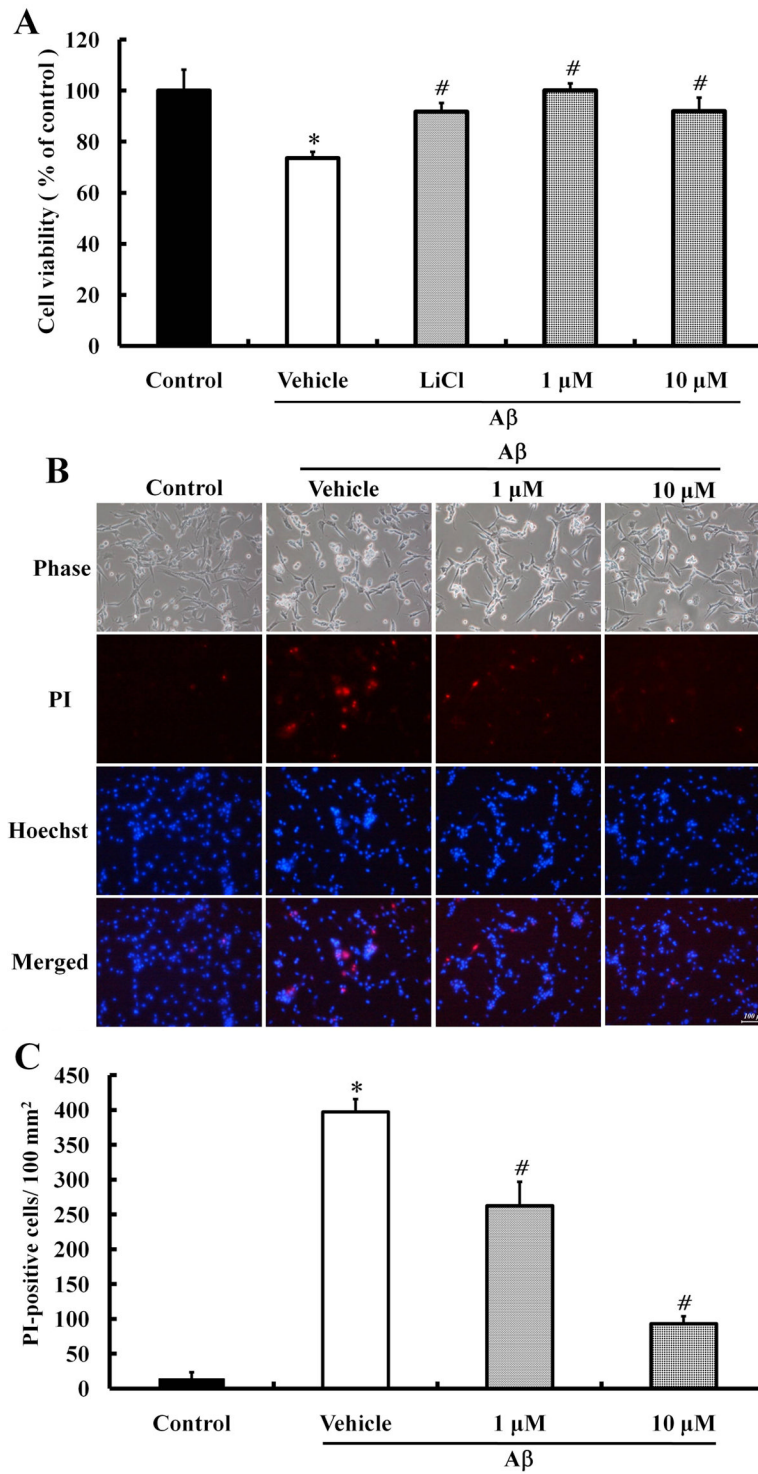 A
120
100
80
60
40
20
0
Cell viability ( % of control )
#
#
#
*
Control Vehicle LiCl 1 µM 10 µM
Aβ
B
Aβ
Control Vehicle 1 µM 10 µM
Phase
PI
Hoechst
Merged
100
C
450
400
350
300
250
200
150
100
50
0
PI-positive cells/ 100 mm²
*
#
#
Control Vehicle 1 µM 10 µM
Aβ